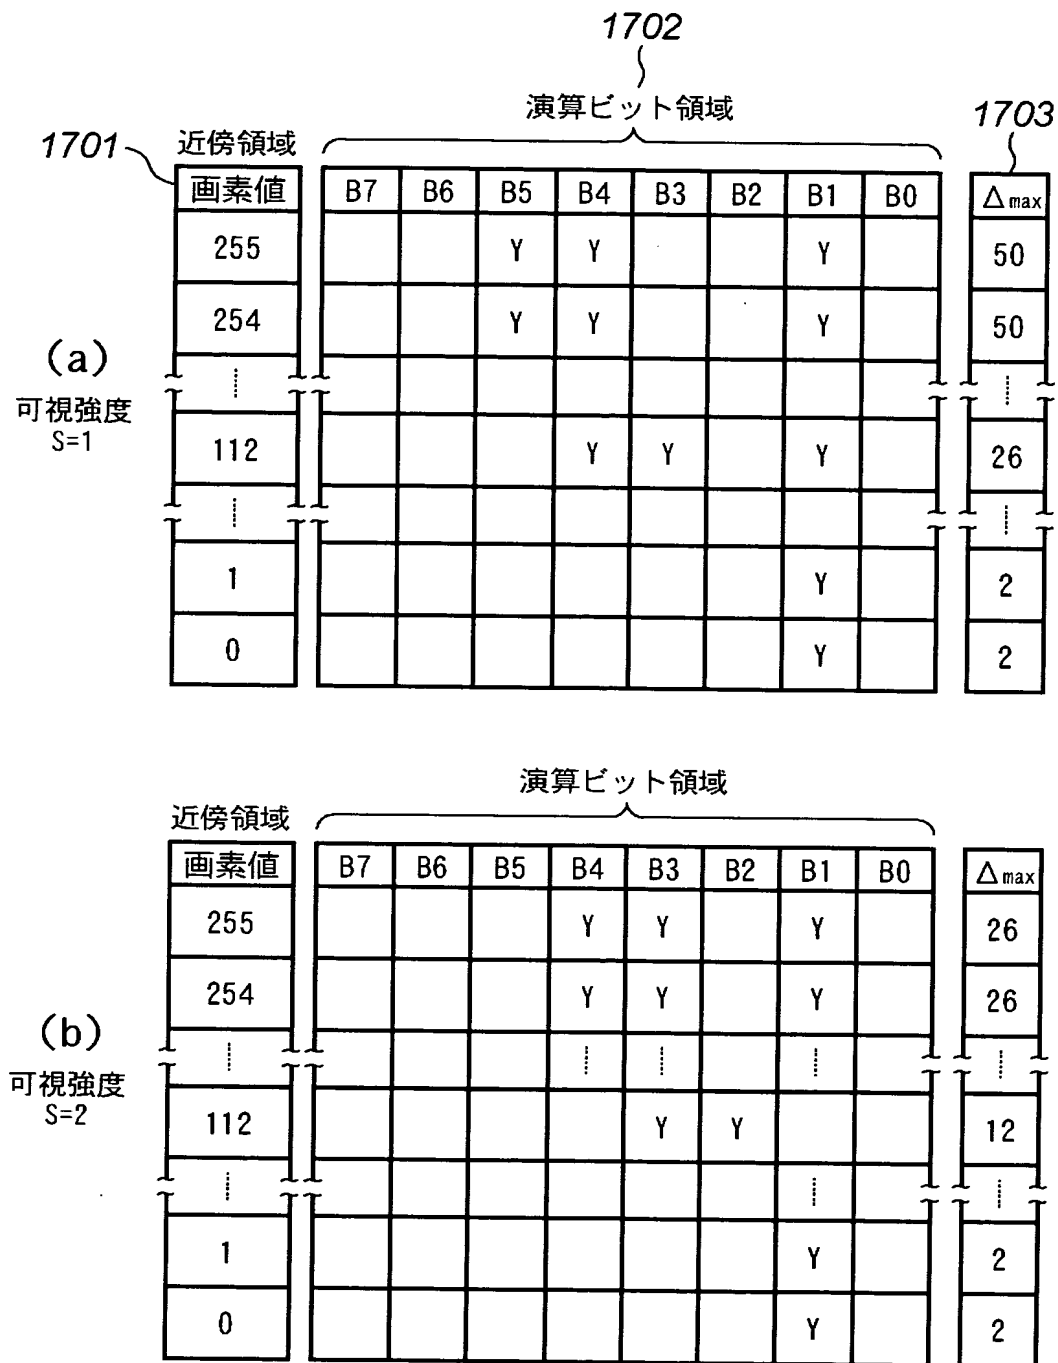 1702
演算ビット領域
1703
1701
近傍領域
画素値 B7 B6 B5 B4 B3 B2 B1 B0 Δmax
255 Y Y Y 50
254 Y Y Y 50
(a)
可視強度
S=1
112 Y Y Y 26
1 Y 2
0 Y 2
演算ビット領域
近傍領域
画素値 B7 B6 B5 B4 B3 B2 B1 B0 Δmax
255 Y Y Y 26
254 Y Y Y 26
(b)
可視強度
S=2
112 Y Y 12
1 Y 2
0 Y 2